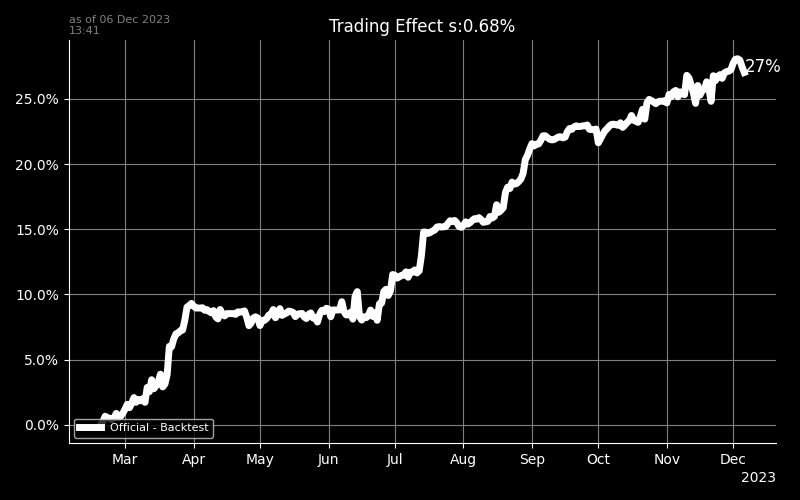 as of 06 Dec 2023
13:41
Trading Effect s:0.68%
27%
25.0%
20.0%
15.0%
10.0%
5.0%
0.0%
Official - Backtest
Mar Apr May Jun Jul Aug Sep Oct Nov Dec
2023